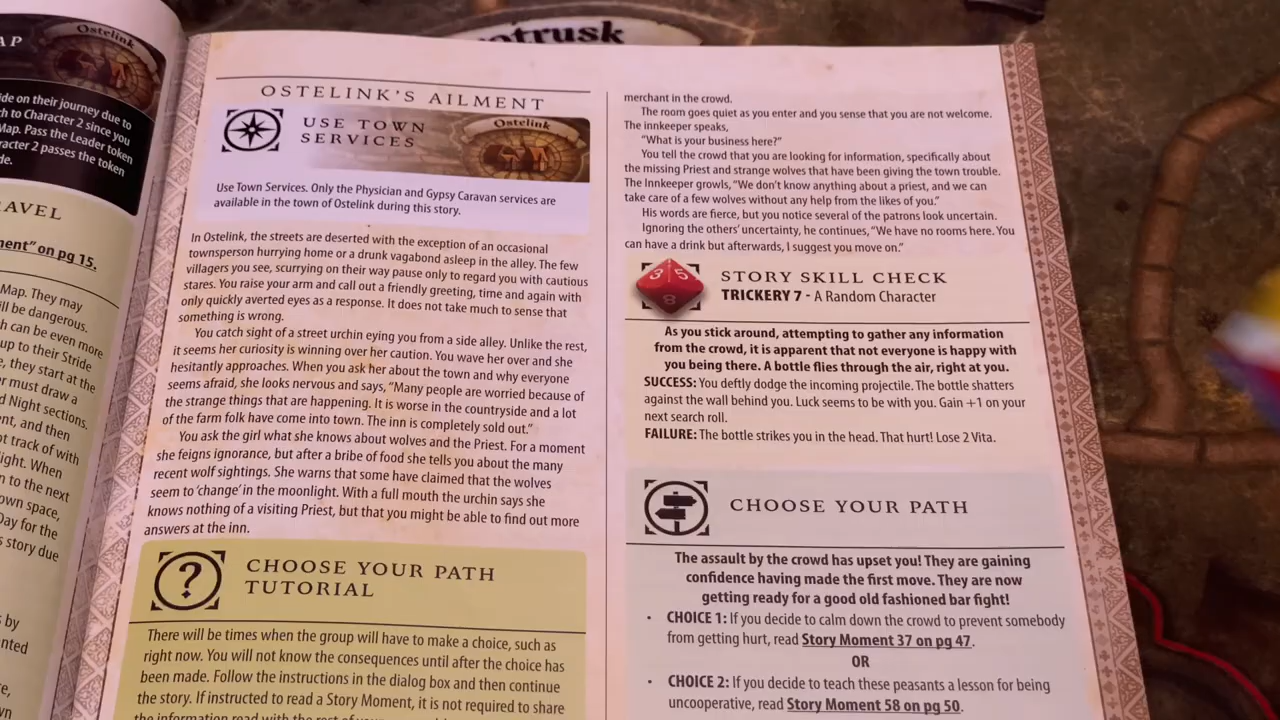 AP
Ostelink
ide on their journey due to
ch to Character 2 since you
Map. Pass the Leader token
racter 2 passes the token
de.
AVEL
ment" on pg 15.
Map. They may
ill be dangerous.
ch can be even more
up to their Stride
e, they start at the
er must draw a
d Night sections.
ent, and then
ot track of with
light. When
n to the next
own space,
Day for the
s story due
s by
nted
re,
wn
OSTELINK'S AILMENT
USE TOWN
SERVICES
Ostelink
Use Town Services. Only the Physician and Gypsy Caravan services are
available in the town of Ostelink during this story.
In Ostelink, the streets are deserted with the exception of an occasional
townsperson hurrying home or a drunk vagabond asleep in the alley. The few
villagers you see, scurrying on their way pause only to regard you with cautious
stares. You raise your arm and call out a friendly greeting, time and again with
only quickly averted eyes as a response. It does not take much to sense that
something is wrong.
You catch sight of a street urchin eying you from a side alley. Unlike the rest,
it seems her curiosity is winning over her caution. You wave her over and she
hesitantly approaches. When you ask her about the town and why everyone
seems afraid, she looks nervous and says, "Many people are worried because of
the strange things that are happening. It is worse in the countryside and a lot
of the farm folk have come into town. The inn is completely sold out."
You ask the girl what she knows about wolves and the Priest. For a moment
she feigns ignorance, but after a bribe of food she tells you about the many
recent wolf sightings. She warns that some have claimed that the wolves
seem to 'change' in the moonlight. With a full mouth the urchin says she
knows nothing of a visiting Priest, but that you might be able to find out more
answers at the inn.
CHOOSE YOUR PATH
TUTORIAL
There will be times when the group will have to make a choice, such as
right now. You will not know the consequences until after the choice has
been made. Follow the instructions in the dialog box and then continue
the story. If instructed to read a Story Moment, it is not required to share
the information read with the rest of
trusk
merchant in the crowd.
The room goes quiet as you enter and you sense that you are not welcome.
The innkeeper speaks,
"What is your business here?"
You tell the crowd that you are looking for information, specifically about
the missing Priest and strange wolves that have been giving the town trouble.
The Innkeeper growls, "We don't know anything about a priest, and we can
take care of a few wolves without any help from the likes of you."
His words are fierce, but you notice several of the patrons look uncertain.
Ignoring the others' uncertainty, he continues, "We have no rooms here. You
can have a drink but afterwards, I suggest you move on."
3 5
8
STORY SKILL CHECK
TRICKERY 7 - A Random Character
As you stick around, attempting to gather any information
from the crowd, it is apparent that not everyone is happy with
you being there. A bottle flies through the air, right at you.
SUCCESS: You deftly dodge the incoming projectile. The bottle shatters
against the wall behind you. Luck seems to be with you. Gain +1 on your
next search roll.
FAILURE: The bottle strikes you in the head. That hurt! Lose 2 Vita.
CHOOSE YOUR PATH
The assault by the crowd has upset you! They are gaining
confidence having made the first move. They are now
getting ready for a good old fashioned bar fight!
• CHOICE 1: If you decide to calm down the crowd to prevent somebody
from getting hurt, read Story Moment 37 on pg 47.
OR
• CHOICE 2: If you decide to teach these peasants a lesson for being
uncooperative, read Story Moment 58 on pg 50.